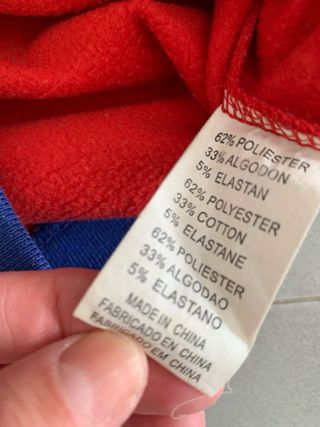 62% POLIESTER
33% ALGODON
5% ELASTAN
62% POLYESTER
33% COTTON
5% ELASTANE
62% POLIESTER
33% ALGODAO
5% ELASTANO
MADE IN CHINA
FABRICADO EN CHINA
FABRICADO EM CHINA